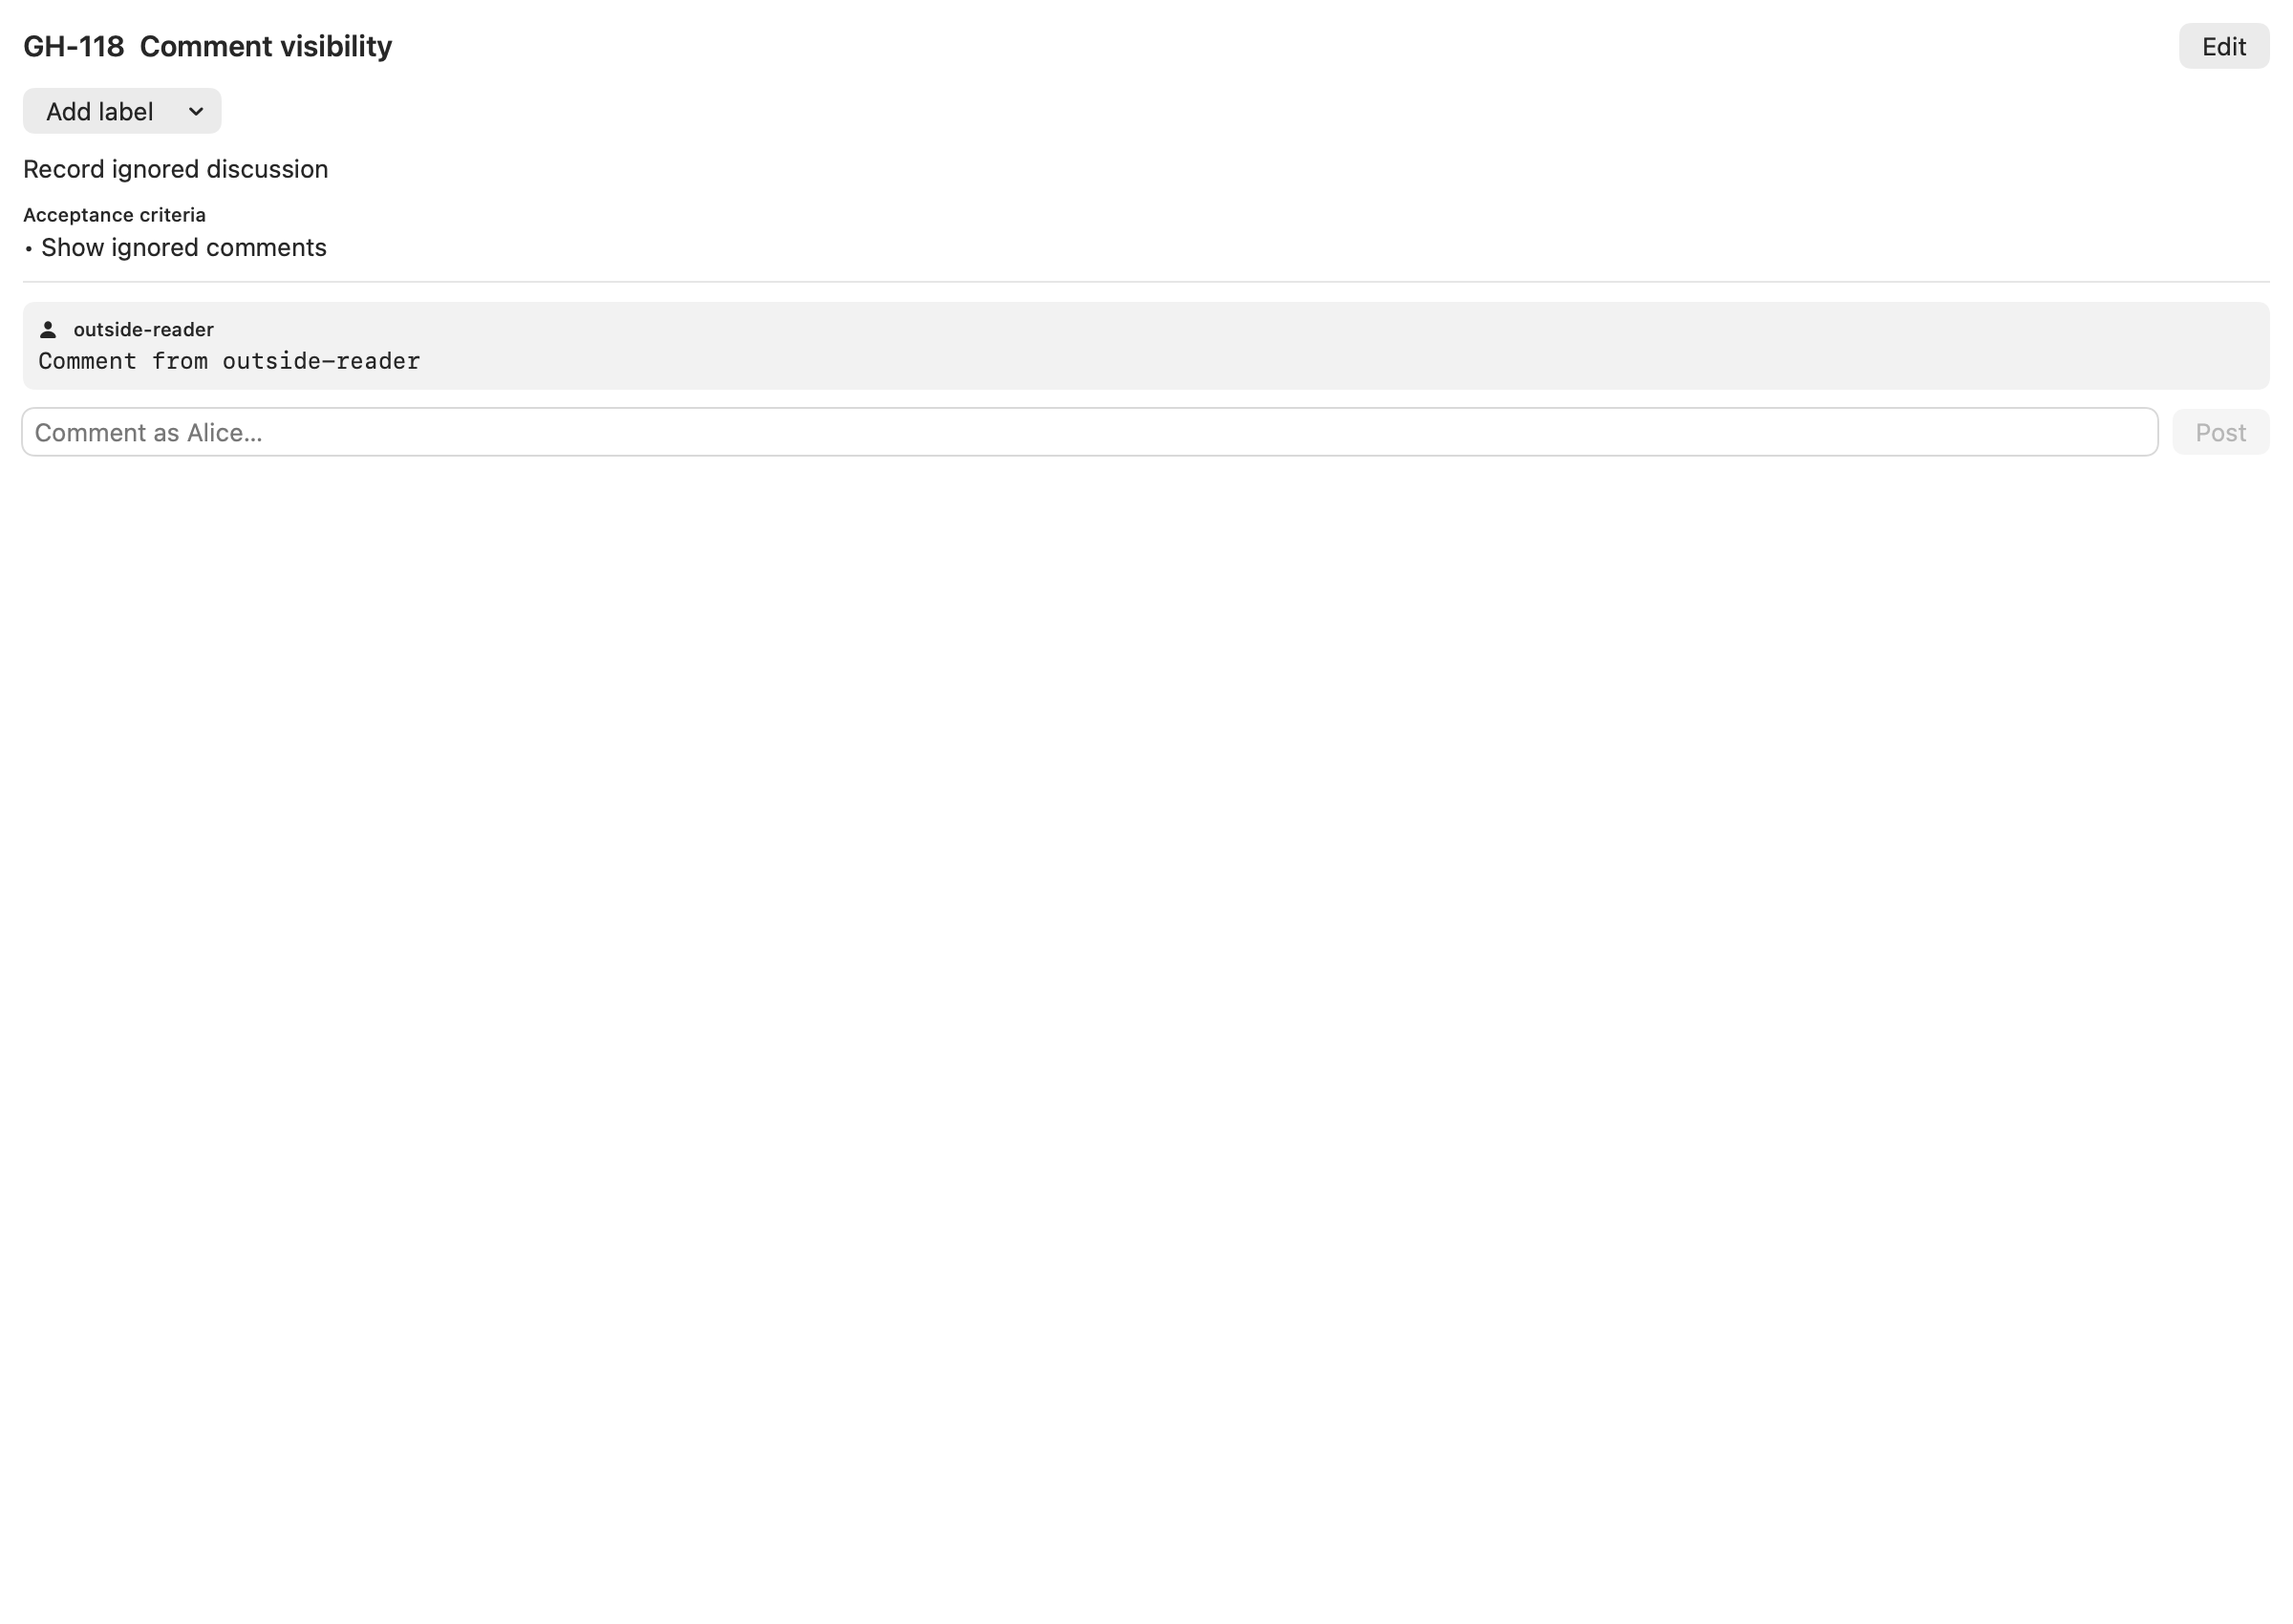 GH-118 Comment visibility
Edit
Add label
Record ignored discussion
Acceptance criteria
• Show ignored comments
outside-reader
Comment from outside-reader
Comment as Alice...
Post